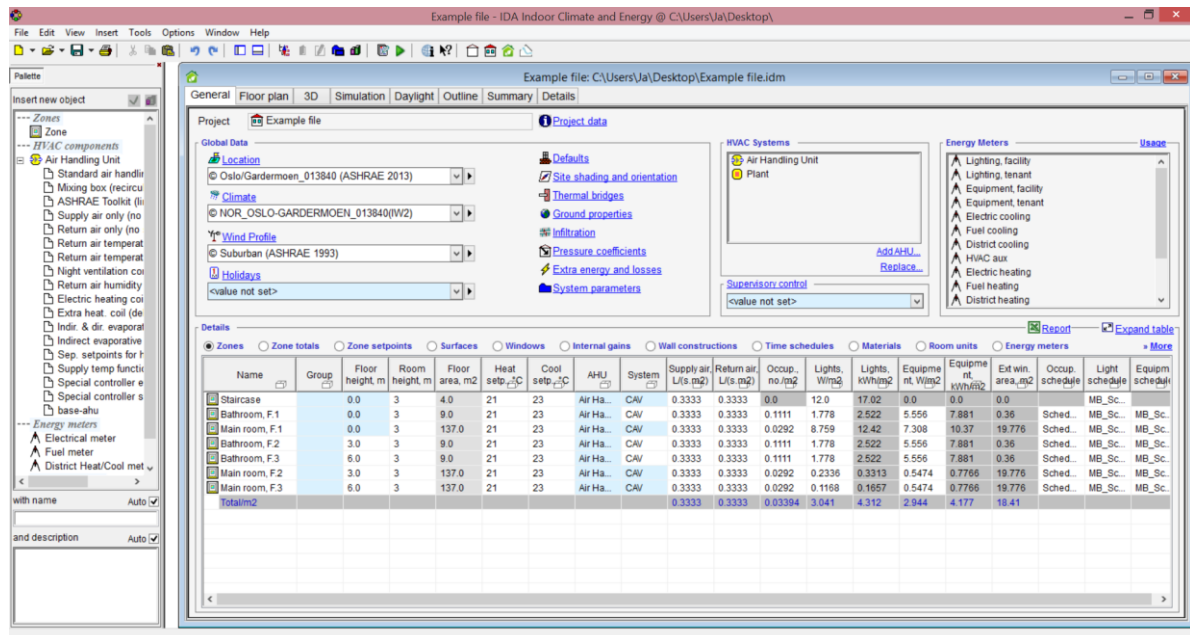 Example file - IDA Indoor Climate and Energy @ C:\Users\Ja\Desktop\
File Edit View Insert Tools Options Window Help
Palette
Insert new object
--- Zones
Zone
--- HVAC components
Air Handling Unit
Standard air handlin
Mixing box (recircu
ASHRAE Toolkit (li
Supply air only (no
Return air only (no
Return air temperat
Return air temperat
Night ventilation co
Return air humidity
Electric heating coi
Extra heat. coil (de
Indir. & dir. evaporat
Indirect evaporative
Sep. setpoints for h
Supply temp functio
Special controller e
Special controller s
base-ahu
--- Energy meters
Electrical meter
Fuel meter
District Heat/Cool met
with name Auto
and description Auto
Example file: C:\Users\Ja\Desktop\Example file.idm
General Floor plan 3D Simulation Daylight Outline Summary Details
Project Example file Project data
Global Data
Location
© Oslo/Gardermoen_013840 (ASHRAE 2013)
Climate
© NOR_OSLO-GARDERMOEN_013840(IW2)
Wind Profile
© Suburban (ASHRAE 1993)
Holidays
<value not set>
Defaults
Site shading and orientation
Thermal bridges
Ground properties
Infiltration
Pressure coefficients
Extra energy and losses
System parameters
HVAC Systems
Air Handling Unit
Plant
Add AHU...
Replace...
Supervisory control
<value not set>
Energy Meters Usage
Lighting, facility
Lighting, tenant
Equipment, facility
Equipment, tenant
Electric cooling
Fuel cooling
District cooling
HVAC aux
Electric heating
Fuel heating
District heating
Details Report Expand table
Zones Zone totals Zone setpoints Surfaces Windows Internal gains Wall constructions Time schedules Materials Room units Energy meters » More
Name Group Floor height, m Room height, m Floor area, m2 Heat setp., °C Cool setp., °C AHU System Supply air, L/(s.m2) Return air, L/(s.m2) Occup., no./m2 Lights, W/m2 Lights, kWh/m2 Equipme nt, W/m2 Equipme nt, kWh/m2 Ext win. area, m2 Occup. schedule Light schedule Equipm schedule
Staircase 0.0 3 4.0 21 23 Air Ha... CAV 0.3333 0.3333 0.0 12.0 17.02 0.0 0.0 0.0 MB_Sc...
Bathroom, F.1 0.0 3 9.0 21 23 Air Ha... CAV 0.3333 0.3333 0.1111 1.778 2.522 5.556 7.881 0.36 Sched... MB_Sc... MB_Sc..
Main room, F.1 0.0 3 137.0 21 23 Air Ha... CAV 0.3333 0.3333 0.0292 8.759 12.42 7.308 10.37 19.776 Sched... MB_Sc... MB_Sc..
Bathroom, F.2 3.0 3 9.0 21 23 Air Ha... CAV 0.3333 0.3333 0.1111 1.778 2.522 5.556 7.881 0.36 Sched... MB_Sc... MB_Sc..
Bathroom, F.3 6.0 3 9.0 21 23 Air Ha... CAV 0.3333 0.3333 0.1111 1.778 2.522 5.556 7.881 0.36 Sched... MB_Sc... MB_Sc..
Main room, F.2 3.0 3 137.0 21 23 Air Ha... CAV 0.3333 0.3333 0.0292 0.2336 0.3313 0.5474 0.7766 19.776 Sched... MB_Sc... MB_Sc..
Main room, F.3 6.0 3 137.0 21 23 Air Ha... CAV 0.3333 0.3333 0.0292 0.1168 0.1657 0.5474 0.7766 19.776 Sched... MB_Sc... MB_Sc..
Total/m2 0.3333 0.3333 0.03394 3.041 4.312 2.944 4.177 18.41